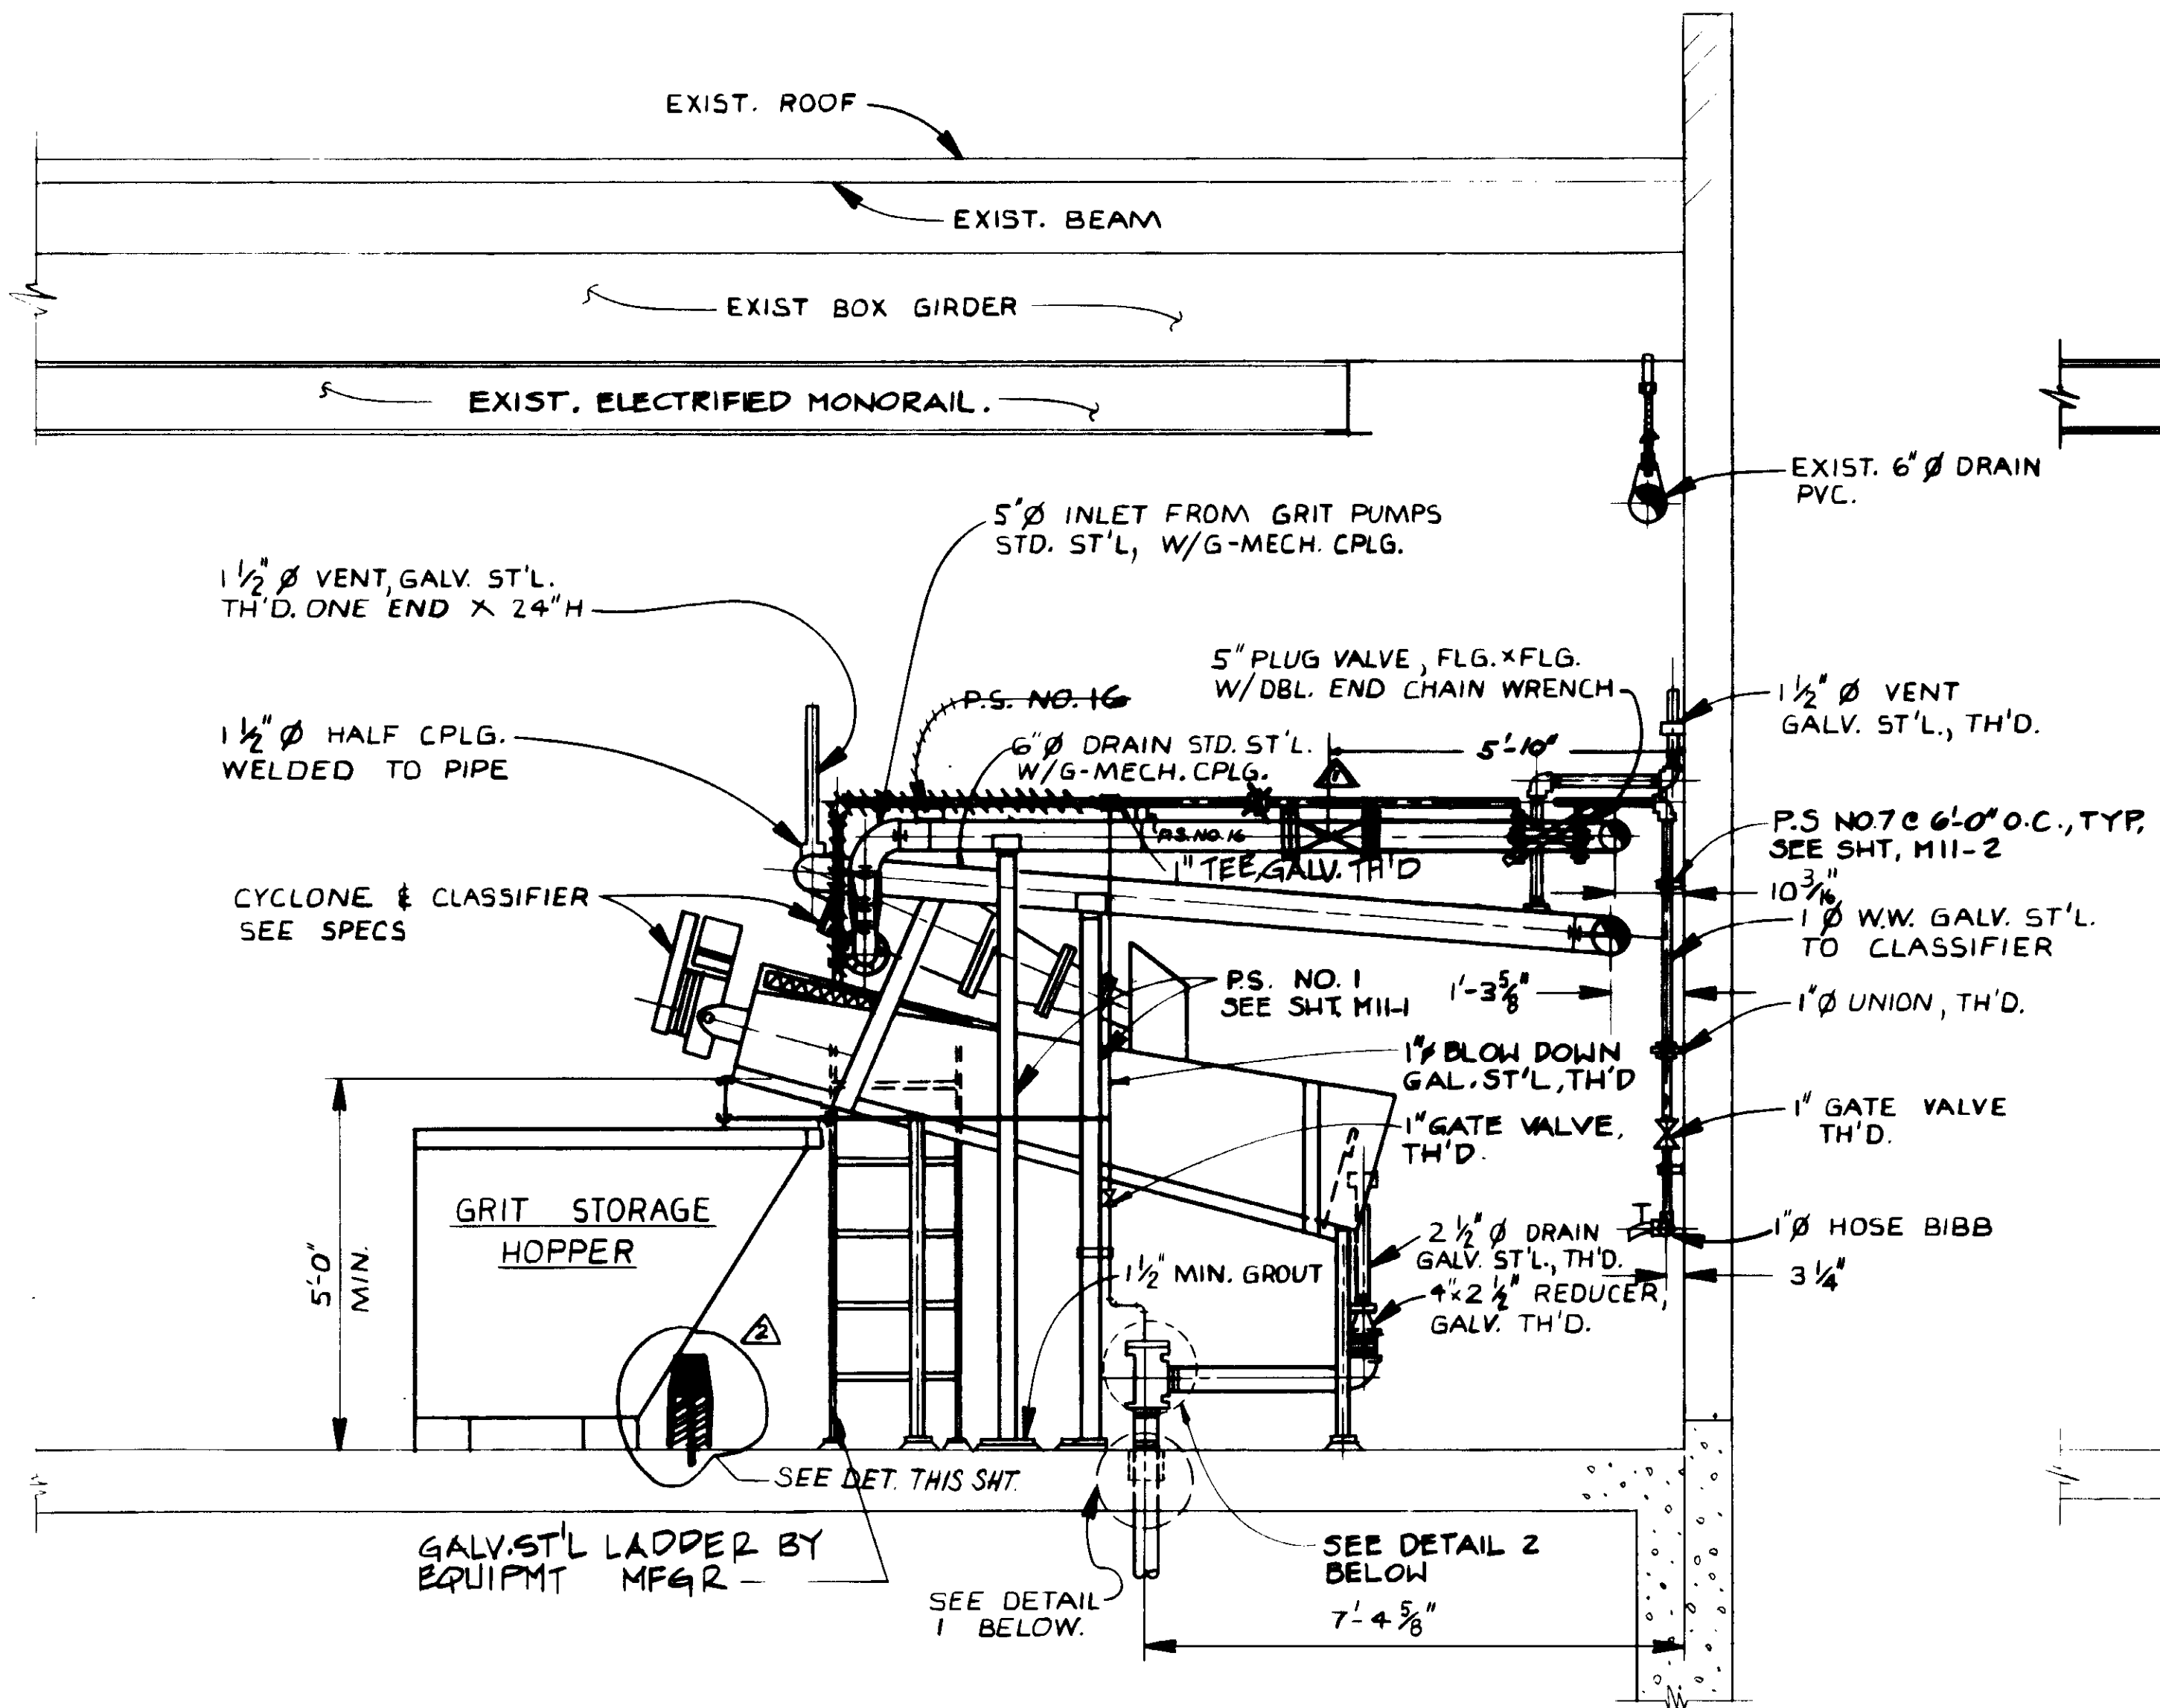 EXIST. ROOF
EXIST. BEAM
EXIST BOX GIRDER
EXIST. ELECTRIFIED MONORAIL.
EXIST. 6"Ø DRAIN
PVC.
5"Ø INLET FROM GRIT PUMPS
STD. ST'L, W/G-MECH. CPLG.
1 1/2"Ø VENT, GALV. ST'L.
TH'D. ONE END X 24"H
5" PLUG VALVE, FLG.×FLG.
W/DBL. END CHAIN WRENCH
P.S. NO. 16
1 1/2"Ø VENT
GALV. ST'L., TH'D.
1 1/2"Ø HALF CPLG.
WELDED TO PIPE
6"Ø DRAIN STD. ST'L.
W/G-MECH. CPLG.
5'-10"
1
P.S NO.7 @ 6'-0" O.C., TYP.
SEE SHT, M11-2
P.S. NO. 16
1" TEE, GALV. TH'D
10 3/16"
CYCLONE & CLASSIFIER
SEE SPECS
1 Ø W.W. GALV. ST'L.
TO CLASSIFIER
P.S. NO. 1
SEE SHT. M11-1
1'-3 5/8"
1"Ø UNION, TH'D.
1"Ø BLOW DOWN
GAL. ST'L, TH'D
1" GATE VALVE
TH'D.
1" GATE VALVE,
TH'D.
GRIT STORAGE
HOPPER
2 1/2"Ø DRAIN
GALV. ST'L., TH'D.
1"Ø HOSE BIBB
5'-0"
MIN.
1 1/2" MIN. GROUT
3 1/4"
4"x2 1/2" REDUCER,
GALV. TH'D.
2
SEE DET. THIS SHT.
GALV. ST'L LADDER BY
EQUIPMT MFGR
SEE DETAIL 2
BELOW
SEE DETAIL
1 BELOW.
7'-4 5/8"